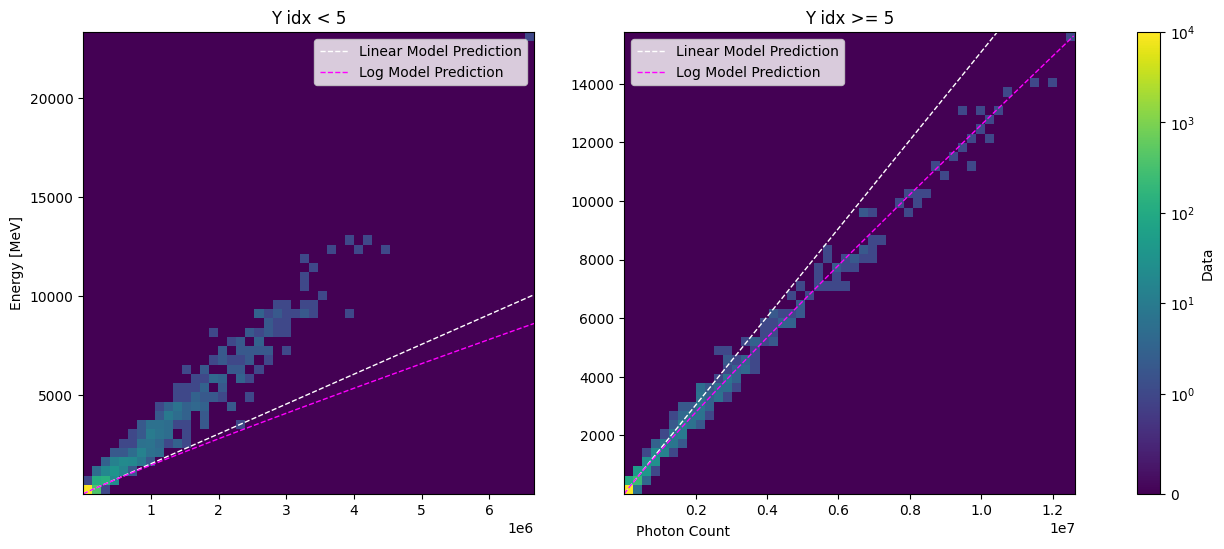 Y idx < 5
Linear Model Prediction
Log Model Prediction
Energy [MeV]
20000
15000
10000
5000
1
2
3
4
5
6
1e6
Y idx >= 5
Linear Model Prediction
Log Model Prediction
14000
12000
10000
8000
6000
4000
2000
0.2
0.4
0.6
0.8
1.0
1.2
1e7
Photon Count
10^4
10^3
10^2
10^1
10^0
0
Data